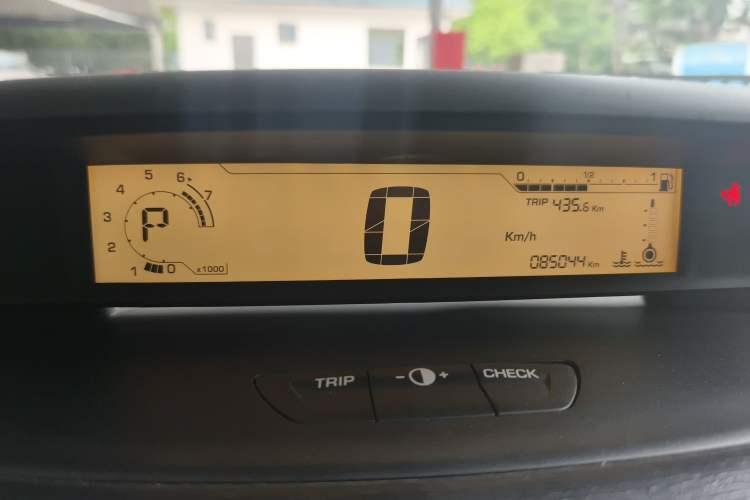 0 1/2 1
TRIP 435.6 Km
1 2 3 4 5 6 7
P
0
Km/h
0 x1000
085044 Km
TRIP - + CHECK